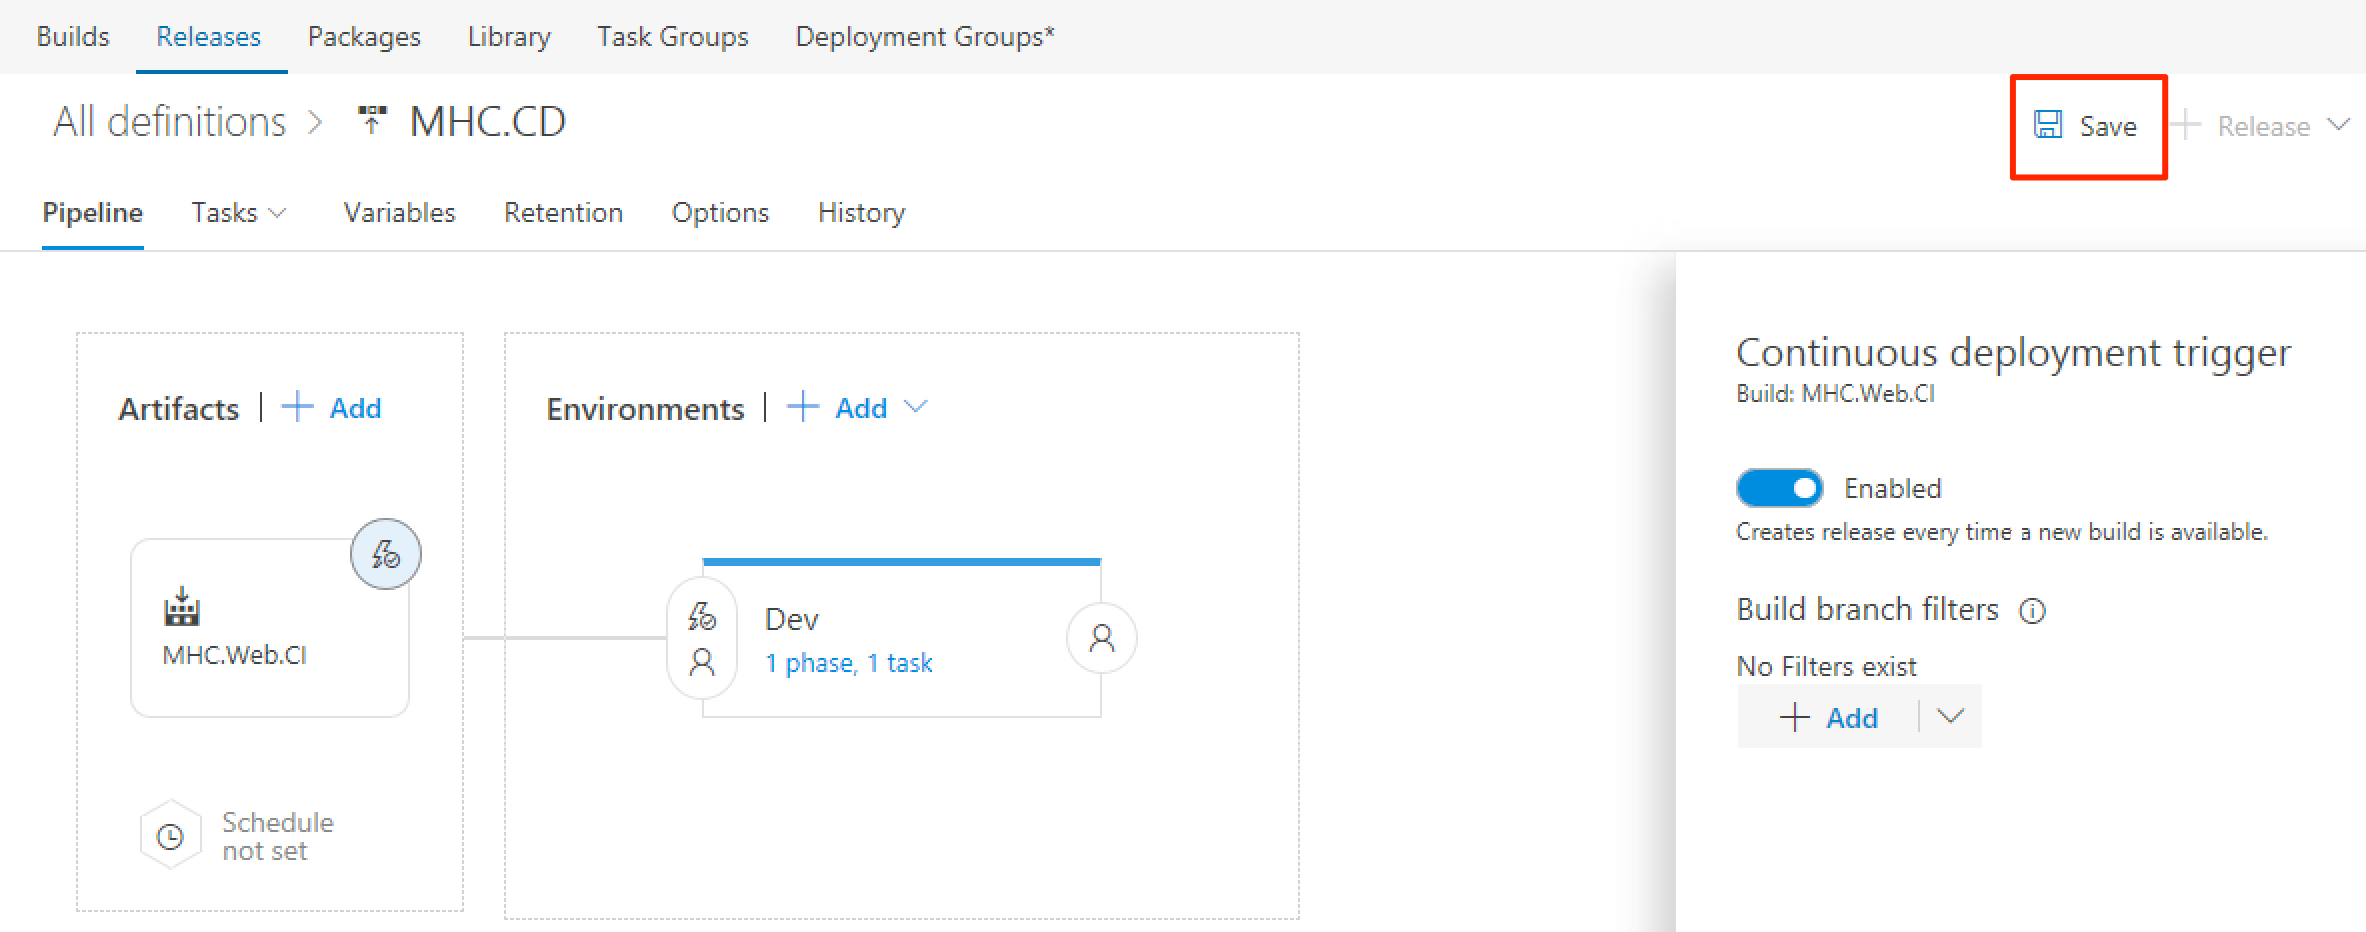 Builds Releases Packages Library Task Groups Deployment Groups*
All definitions > MHC.CD
Save + Release
Pipeline Tasks Variables Retention Options History
Artifacts | + Add
Environments | + Add
MHC.Web.CI
Schedule
not set
Dev
1 phase, 1 task
Continuous deployment trigger
Build: MHC.Web.CI
Enabled
Creates release every time a new build is available.
Build branch filters
No Filters exist
+ Add